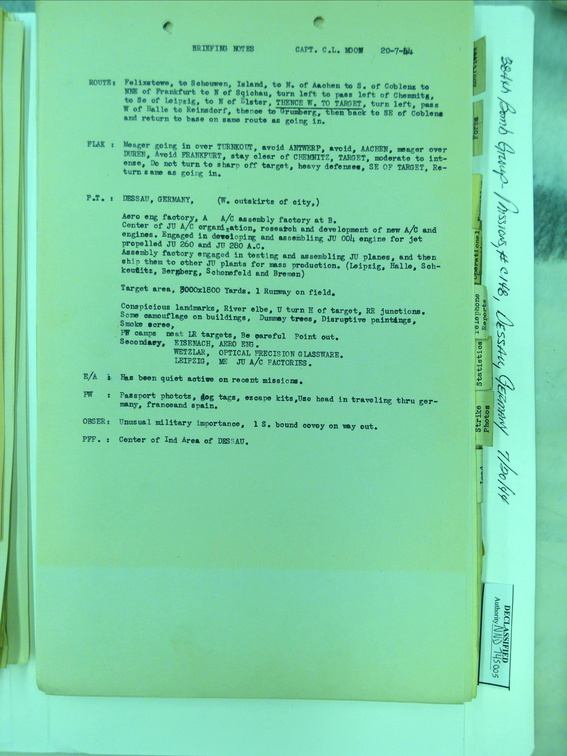 BRIEFING NOTES CAPT. C.L. MOON 20-7-44
ROUTE: Felixstowe, to Schouwen, Island, to N. of Aachen to S. of Coblenz to
NNE of Frankfurt to N of Sqichau, turn left to pass left of Chemnitz,
to Se of Leipzig, to N of Elster, THENCE W. TO TARGET, turn left, pass
W of Halle to Reinsdorf, thence to Grumberg, then back to SE of Coblens
and return to base on same route as going in.
FLAK : Meager going in over TURNKOUT, avoid ANTWERP, avoid, AACHEN, meager over
DUREN, Avoid FRANKFURT, stay clear of CHEMNITZ, TARGET, moderate to int-
ense, Do not turn to sharp off target, heavy defenses, SE OF TARGET, Re-
turn same as going in.
P.T. : DESSAU, GERMANY, (W. outskirts of city,)
Aero eng factory, A A/C assembly factory at B.
Center of JU A/C organization, research and development of new A/C and
engines. Engaged in developing and assembling JU 004 engine for jet
propelled JU 260 and JU 280 A.C.
Assembly factory engaged in testing and assembling JU planes, and then
ship them to other JU plants for mass production. (Leipzig, Halle, Sch-
keuditz, Bergberg, Schonefeld and Bremen)
Target area, 3000x1800 Yards. 1 Runway on field.
Conspicious landmarks, River elbe, U turn N of target, RR junctions.
Some camouflage on buildings, Dummy trees, Disruptive paintings,
Smoke scree,
PW camps neat LE targets, Be careful Point out.
Secondary, EISENACH, AERO ENG.
WETZLAR, OPTICAL PRECISION GLASSWARE.
LEIPZIG, ME JU A/C FACTORIES.
E/A : Has been quiet active on recent missions.
PW : Passport photots, dog tags, escape kits,Use head in traveling thru ger-
many, francand spain.
OBSER: Unusual military importance, 1 S. bound covoy on way out.
PFF. : Center of Ind Area of DESSAU.
Form
Operational
Telephone
Reports
Statistics
Strike
Photos
384th Bomb Group - Missions # C148, Dessau, Germany 7/20/44
DECLASSIFIED
Authority NND 745005